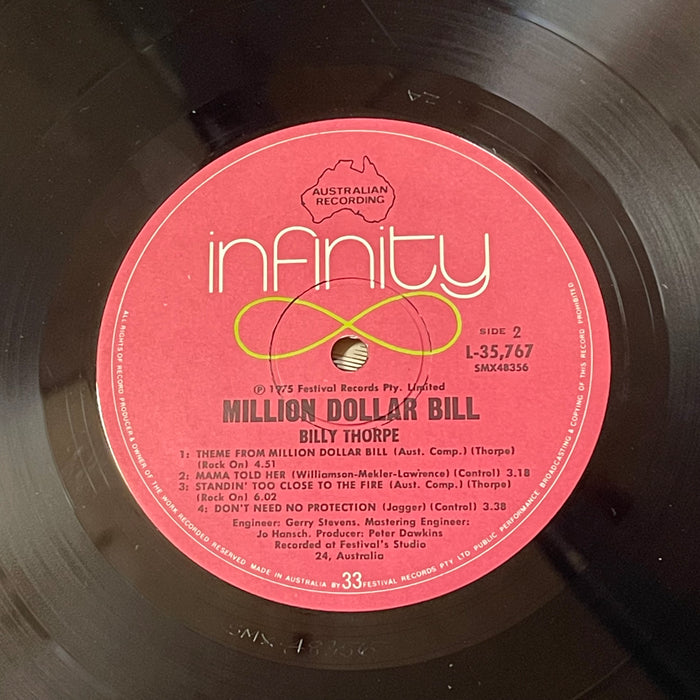 AUSTRALIAN
RECORDING
infinity
SIDE 2
L-35,767
SMX48356
℗ 1975 Festival Records Pty. Limited
MILLION DOLLAR BILL
BILLY THORPE
1: THEME FROM MILLION DOLLAR BILL (Aust. Comp.) (Thorpe)
(Rock On) 4.51
2: MAMA TOLD HER (Williamson-Mekler-Lawrence) (Control) 3.18
3: STANDIN' TOO CLOSE TO THE FIRE (Aust. Comp.) (Thorpe)
(Rock On) 6.02
4: DON'T NEED NO PROTECTION (Jagger) (Control) 3.38
Engineer: Gerry Stevens. Mastering Engineer:
Jo Hansch. Producer: Peter Dawkins
Recorded at Festival's Studio
24, Australia
ALL RIGHTS OF RECORD PRODUCER & OWNER OF THE WORK RECORDED RESERVED. MADE IN AUSTRALIA BY 33 FESTIVAL RECORDS PTY LTD PUBLIC PERFORMANCE BROADCASTING & COPYING OF THIS RECORD PROHIBITED
SMX 48356